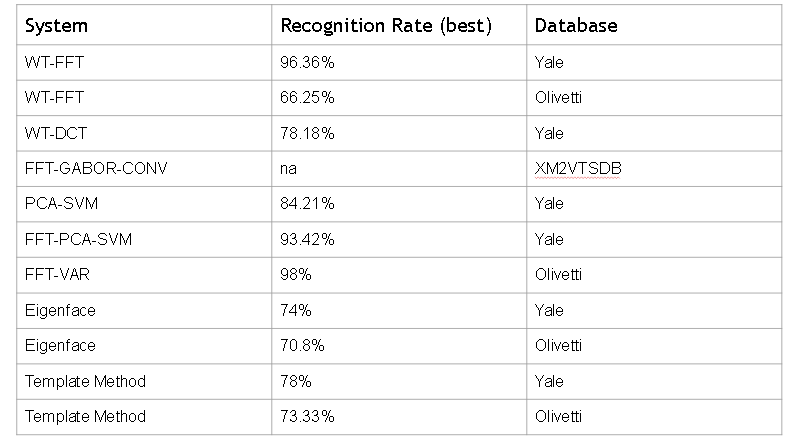 System Recognition Rate (best) Database
WT-FFT 96.36% Yale
WT-FFT 66.25% Olivetti
WT-DCT 78.18% Yale
FFT-GABOR-CONV na XM2VTSDB
PCA-SVM 84.21% Yale
FFT-PCA-SVM 93.42% Yale
FFT-VAR 98% Olivetti
Eigenface 74% Yale
Eigenface 70.8% Olivetti
Template Method 78% Yale
Template Method 73.33% Olivetti